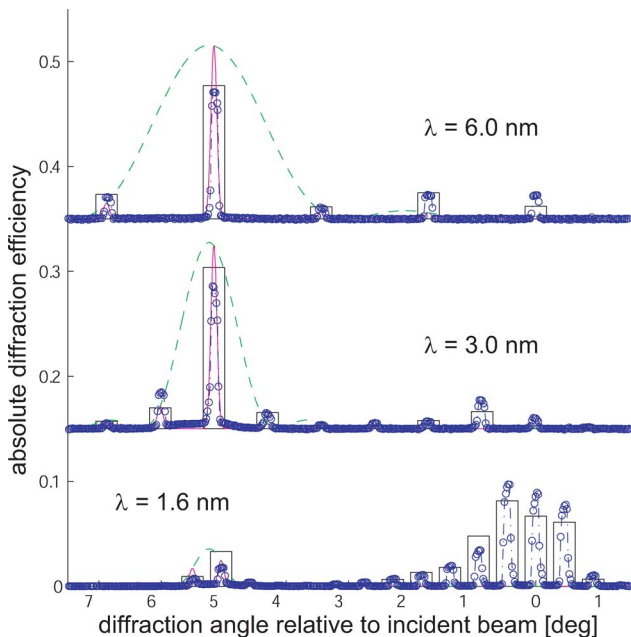 0.5
λ = 6.0 nm
0.4
absolute diffraction efficiency
0.3
λ = 3.0 nm
0.2
0.1
λ = 1.6 nm
0
7 6 5 4 3 2 1 0 1
diffraction angle relative to incident beam [deg]